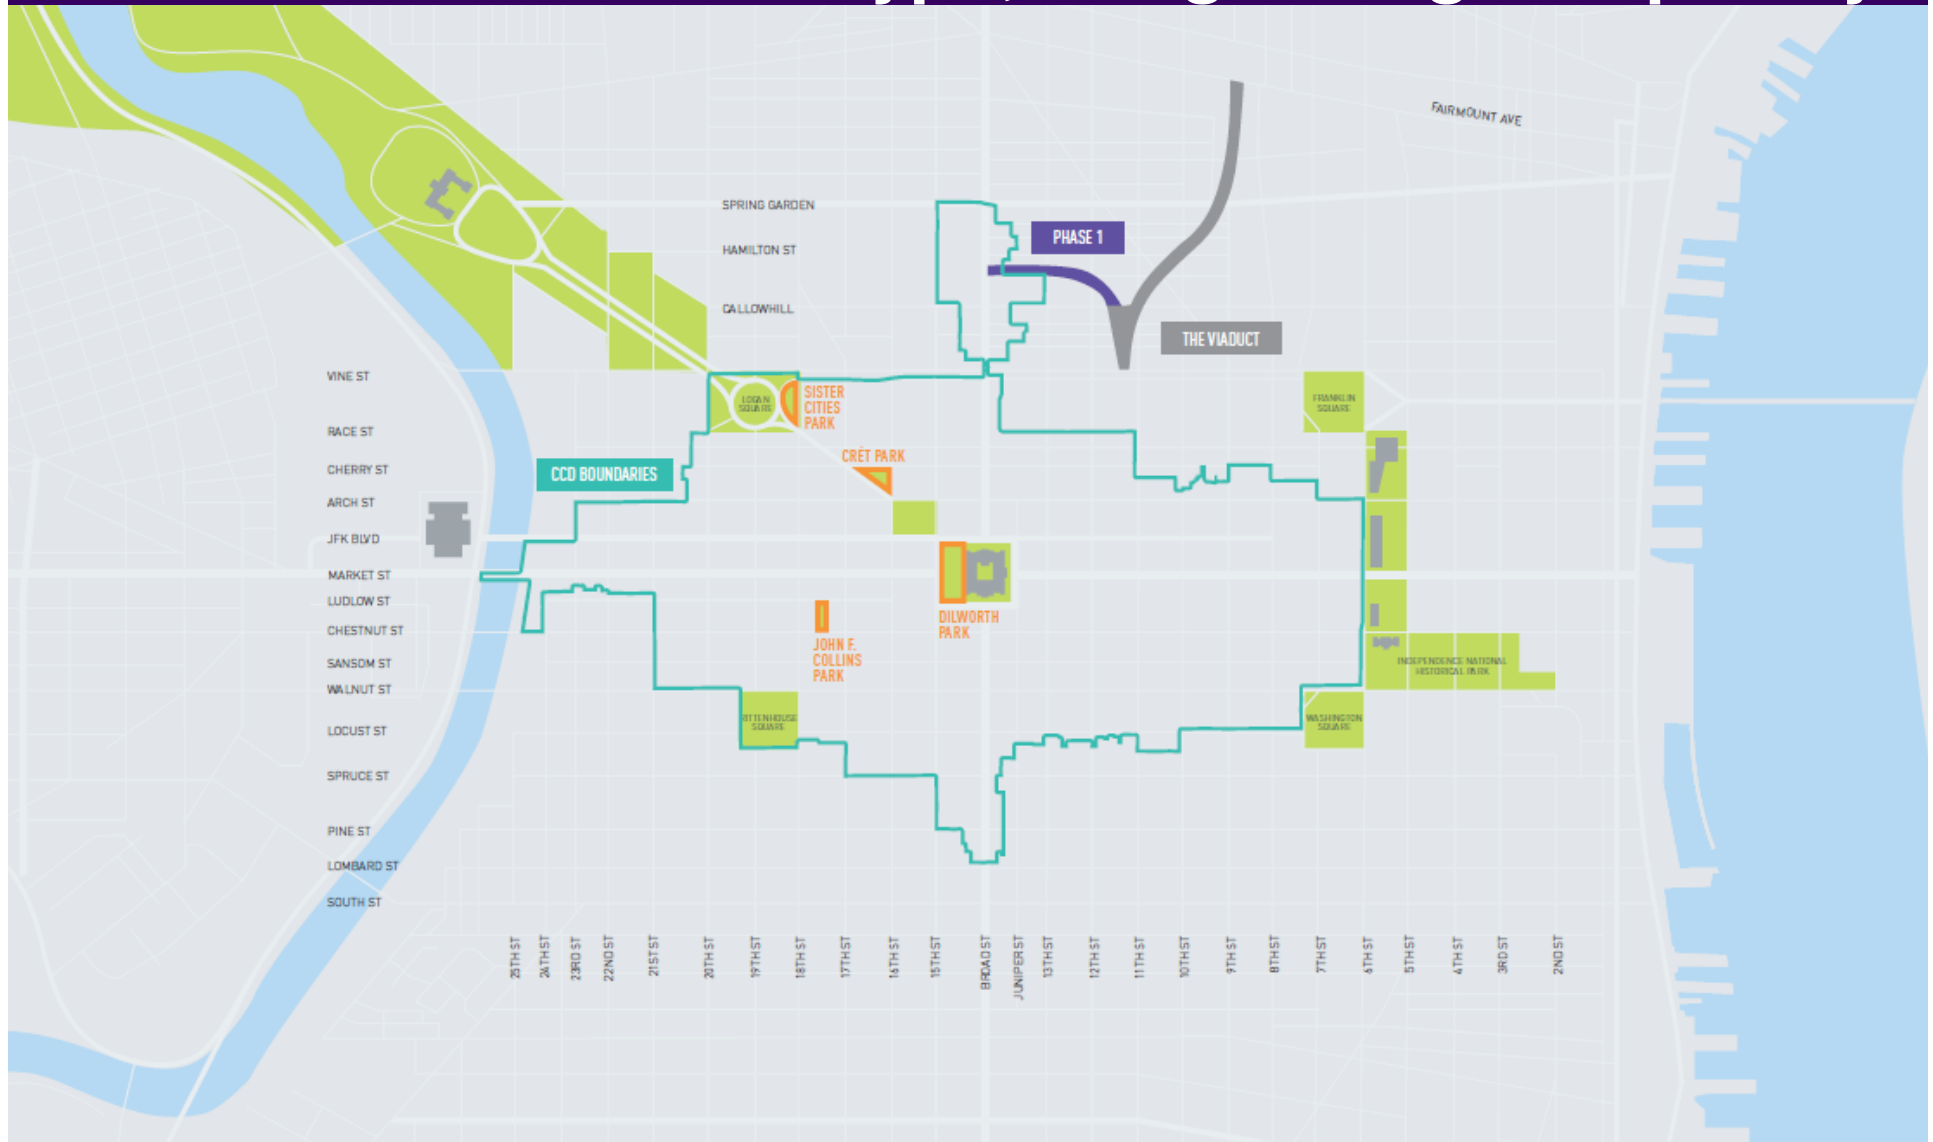 FAIRMOUNT AVE
SPRING GARDEN
PHASE 1
HAMILTON ST
CALLOWHILL
THE VIADUCT
VINE ST
LOGAN
SQUARE
SISTER
CITIES
PARK
FRANKLIN
SQUARE
RACE ST
CRÉT PARK
CHERRY ST
CCD BOUNDARIES
ARCH ST
JFK BLVD
MARKET ST
LUDLOW ST
DILWORTH
PARK
CHESTNUT ST
JOHN F.
COLLINS
PARK
SANSOM ST
INDEPENDENCE NATIONAL
HISTORICAL PARK
WALNUT ST
RITTENHOUSE
SQUARE
WASHINGTON
SQUARE
LOCUST ST
SPRUCE ST
PINE ST
LOMBARD ST
SOUTH ST
25TH ST
24TH ST
23RD ST
22ND ST
21ST ST
20TH ST
19TH ST
18TH ST
17TH ST
16TH ST
15TH ST
BROAD ST
JUNIPER ST
13TH ST
12TH ST
11TH ST
10TH ST
9TH ST
8TH ST
7TH ST
6TH ST
5TH ST
4TH ST
3RD ST
2ND ST